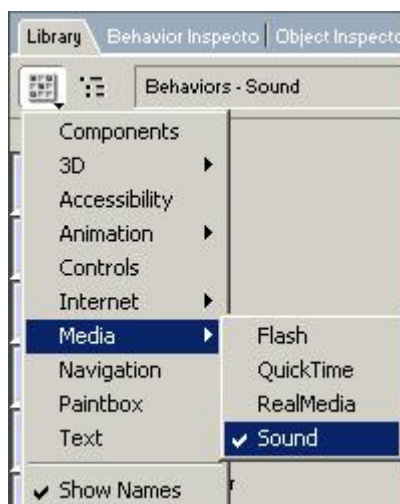 Library Behavior Inspecto Object Inspecto
Behaviors - Sound
Components
3D
Accessibility
Animation
Controls
Internet
Media Flash
Navigation QuickTime
Paintbox RealMedia
Text Sound
Show Names